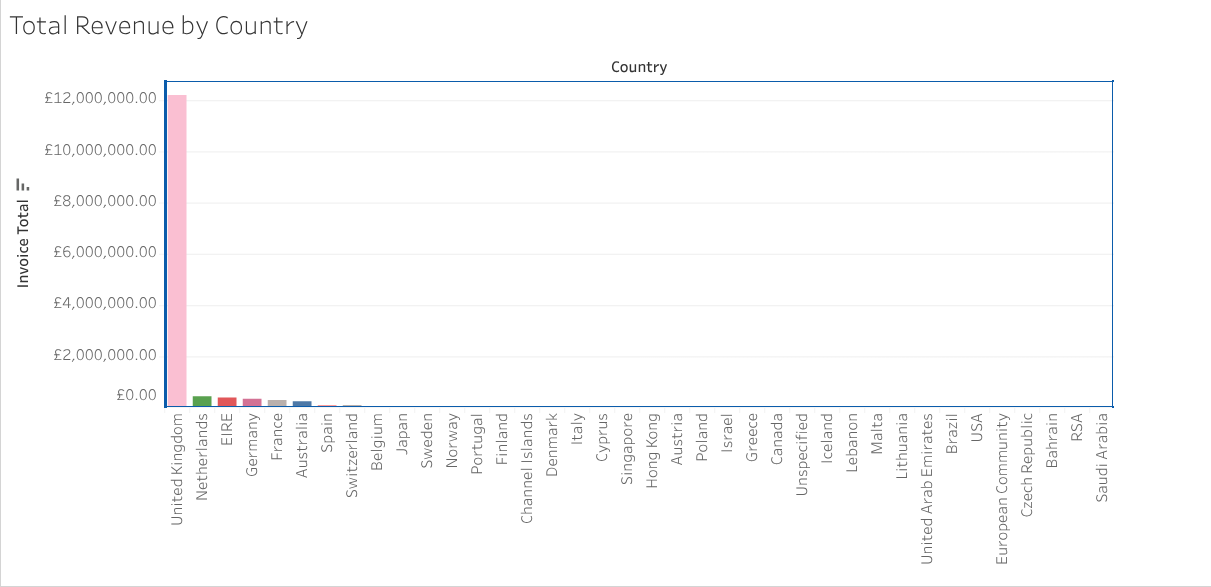 Total Revenue by Country
Country
Invoice Total
£12,000,000.00
£10,000,000.00
£8,000,000.00
£6,000,000.00
£4,000,000.00
£2,000,000.00
£0.00
United Kingdom
Netherlands
EIRE
Germany
France
Australia
Spain
Switzerland
Belgium
Japan
Sweden
Norway
Portugal
Finland
Channel Islands
Denmark
Italy
Cyprus
Singapore
Hong Kong
Austria
Poland
Israel
Greece
Canada
Unspecified
Iceland
Lebanon
Malta
Lithuania
United Arab Emirates
Brazil
USA
European Community
Czech Republic
Bahrain
RSA
Saudi Arabia